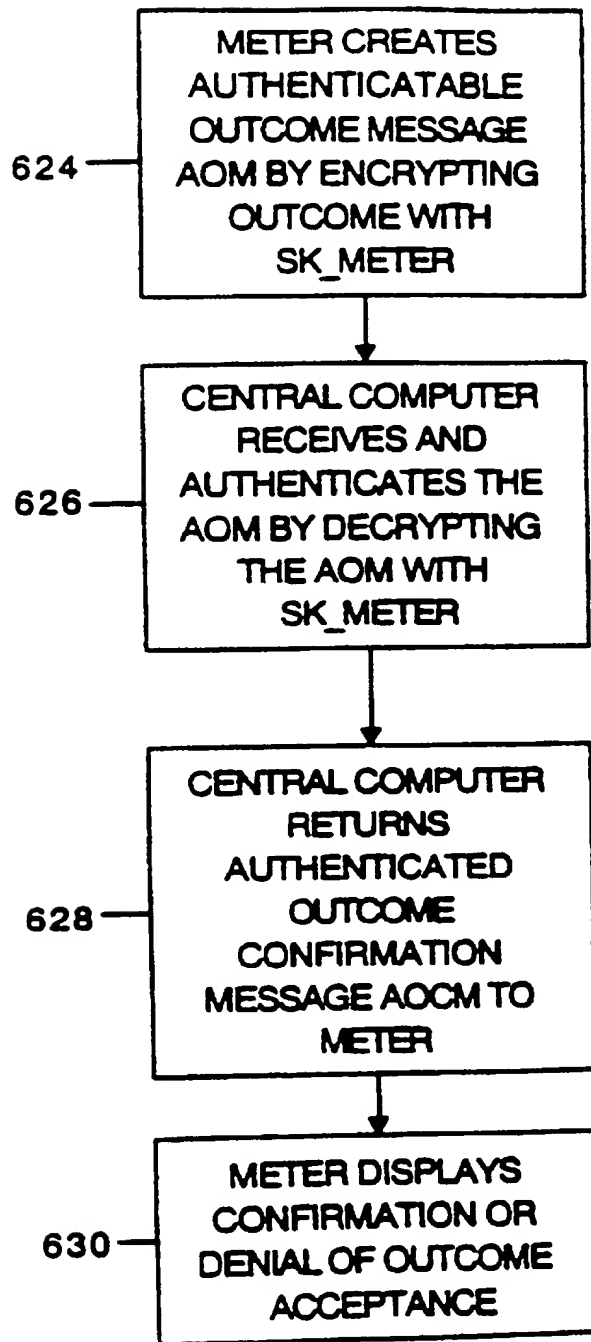 METER CREATES
AUTHENTICATABLE
OUTCOME MESSAGE
AOM BY ENCRYPTING
OUTCOME WITH
SK_METER
624
CENTRAL COMPUTER
RECEIVES AND
AUTHENTICATES THE
AOM BY DECRYPTING
THE AOM WITH
SK_METER
626
CENTRAL COMPUTER
RETURNS
AUTHENTICATED
OUTCOME
CONFIRMATION
MESSAGE AOCM TO
METER
628
METER DISPLAYS
CONFIRMATION OR
DENIAL OF OUTCOME
ACCEPTANCE
630